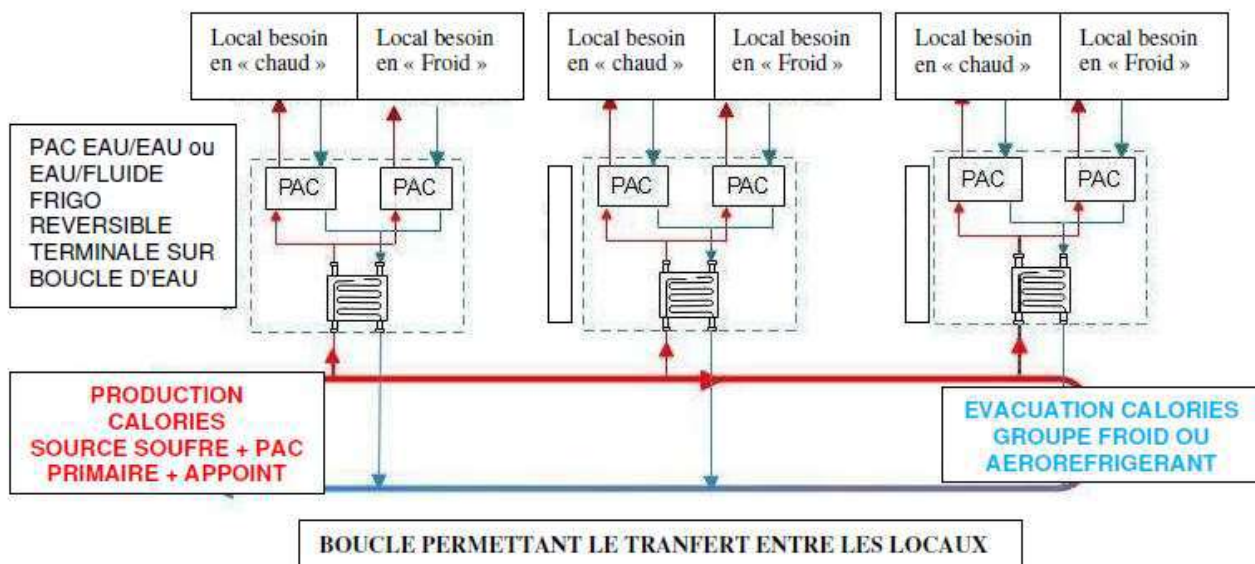 Local besoin
en « chaud »
Local besoin
en « Froid »
Local besoin
en « chaud »
Local besoin
en « Froid »
Local besoin
en « chaud »
Local besoin
en « Froid »
PAC EAU/EAU ou
EAU/FLUIDE
FRIGO
REVERSIBLE
TERMINALE SUR
BOUCLE D'EAU
PAC
PAC
PAC
PAC
PAC
PAC
PRODUCTION
CALORIES
SOURCE SOUFRE + PAC
PRIMAIRE + APPOINT
EVACUATION CALORIES
GROUPE FROID OU
AEROREFRIGERANT
BOUCLE PERMETTANT LE TRANFERT ENTRE LES LOCAUX